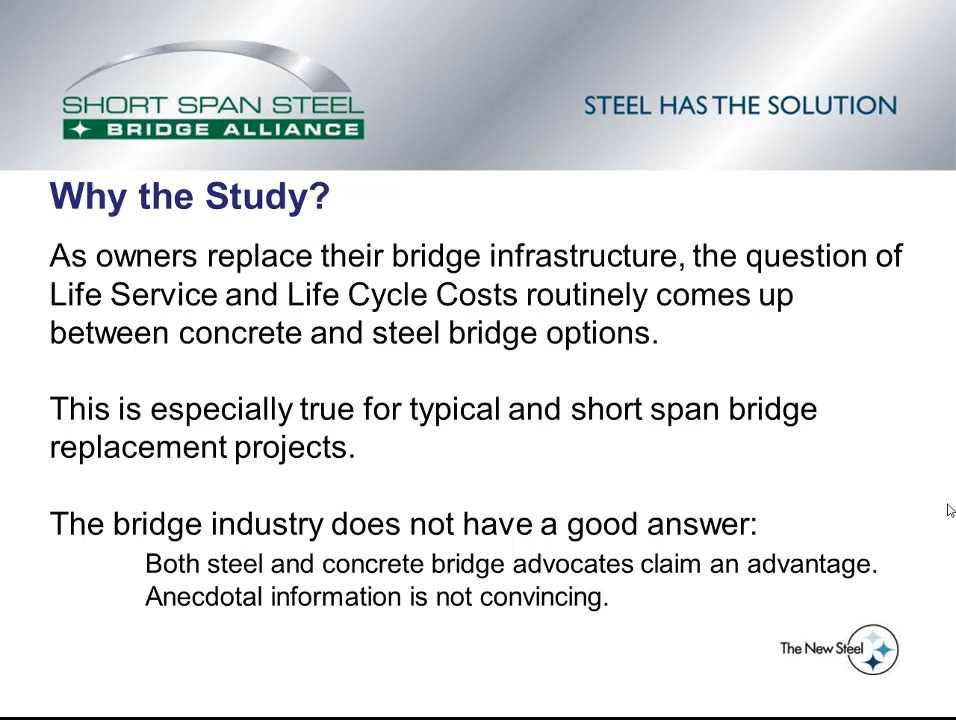 SHORT SPAN STEEL
BRIDGE ALLIANCE
STEEL HAS THE SOLUTION
Why the Study?
As owners replace their bridge infrastructure, the question of
Life Service and Life Cycle Costs routinely comes up
between concrete and steel bridge options.
This is especially true for typical and short span bridge
replacement projects.
The bridge industry does not have a good answer:
Both steel and concrete bridge advocates claim an advantage.
Anecdotal information is not convincing.
The New Steel